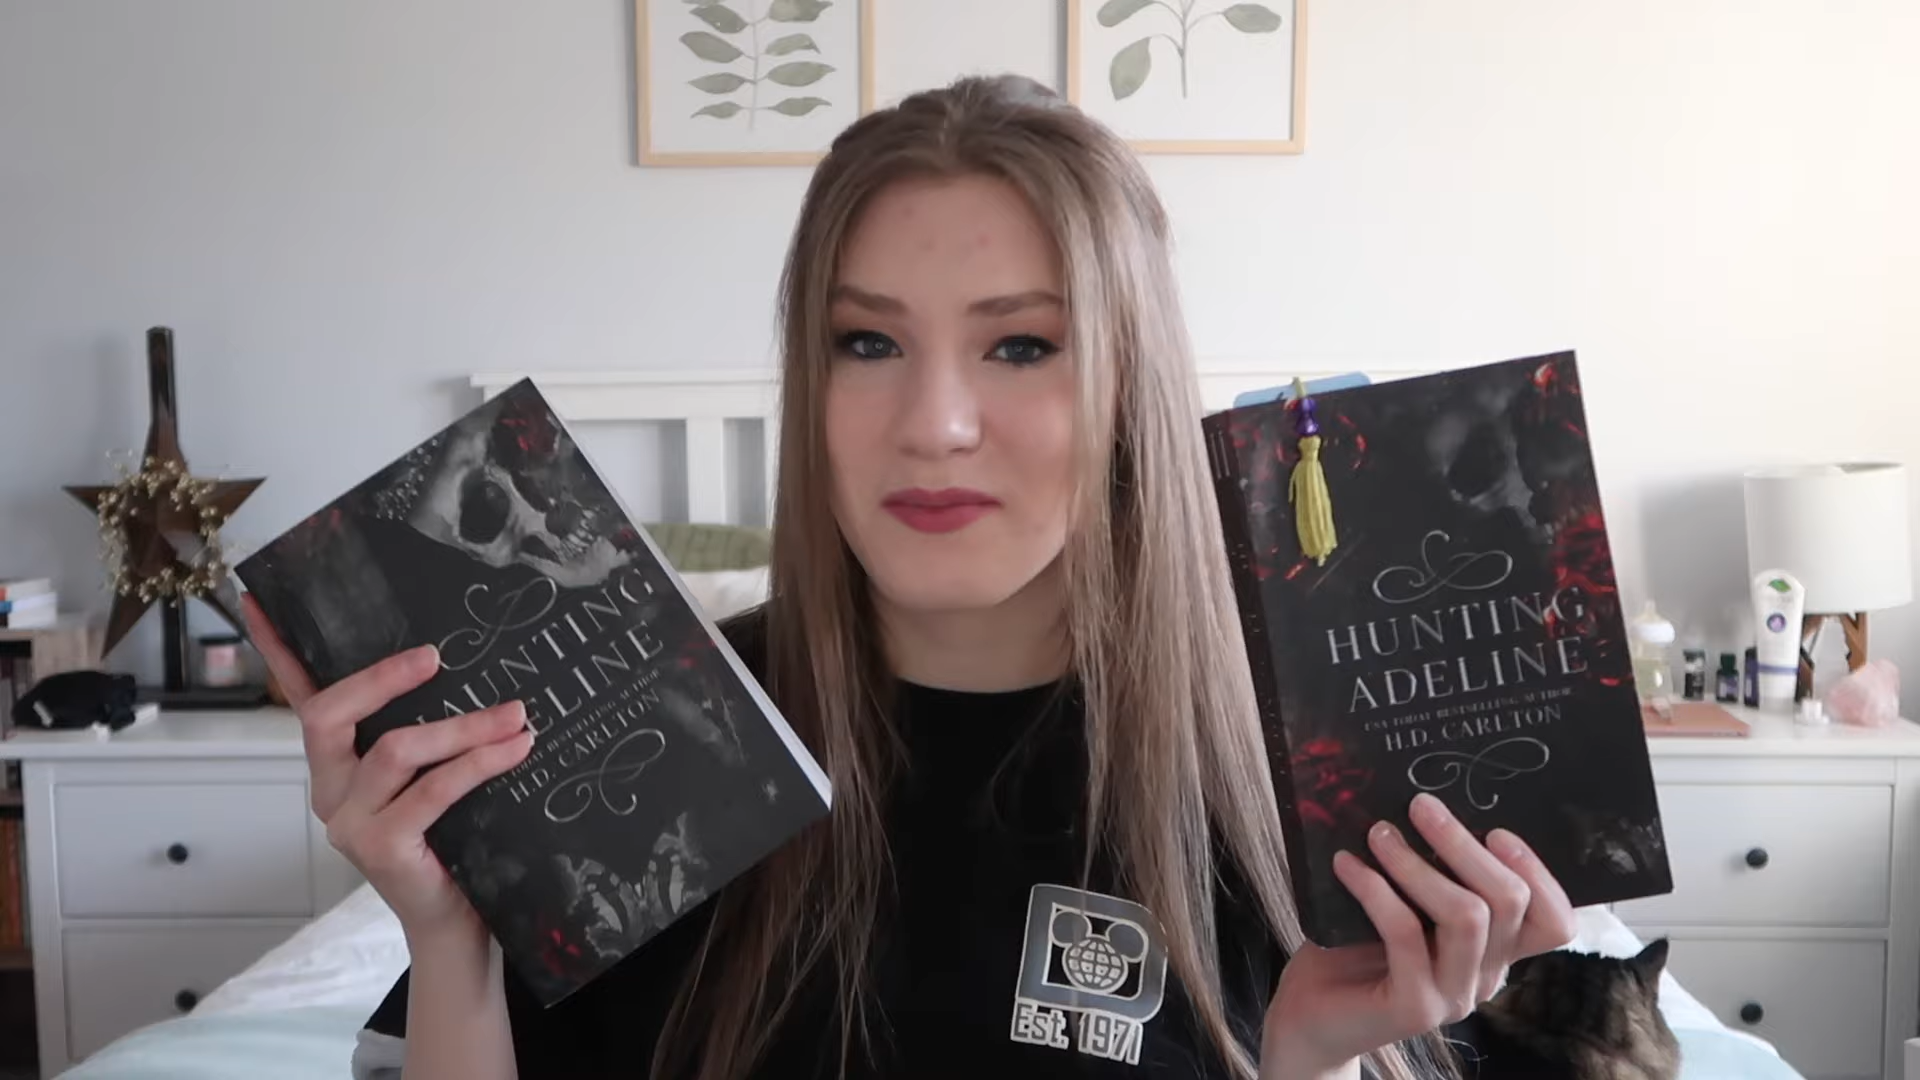 HAUNTING
ADELINE
USA TODAY BESTSELLING AUTHOR
H.D. CARLTON
HUNTING
ADELINE
USA TODAY BESTSELLING AUTHOR
H.D. CARLTON
D
Est. 1971